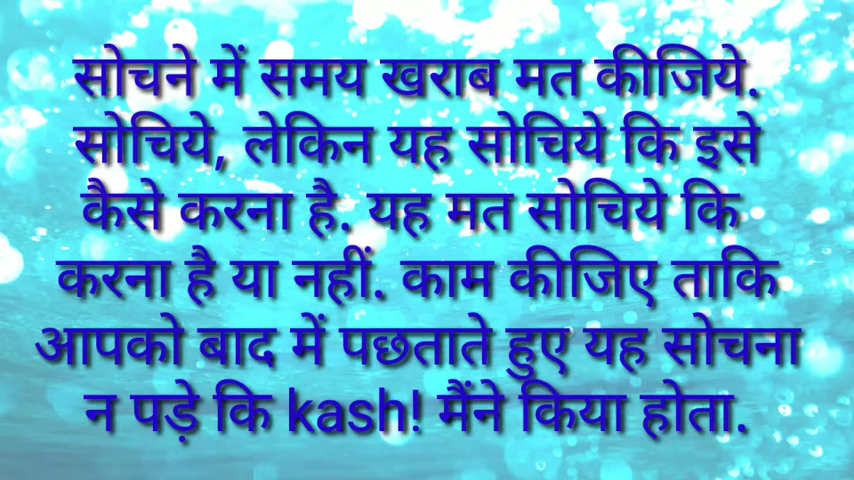 सोचने में समय खराब मत कीजिये.
सोचिये, लेकिन यह सोचिये कि इसे
कैसे करना है. यह मत सोचिये कि
करना है या नहीं. काम कीजिए ताकि
आपको बाद में पछताते हुए यह सोचना
न पड़े कि kash! मैंने किया होता.